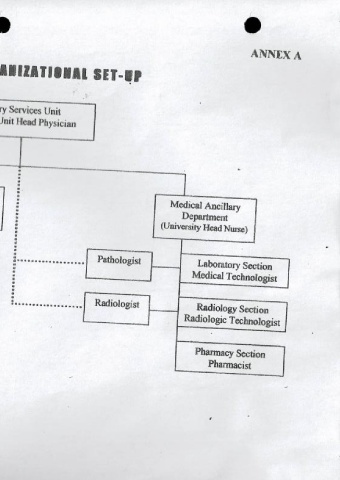 ANNEX A
ANIZATIONAL SET-UP
ry Services Unit
Unit Head Physician
Medical Ancillary
Department
(University Head Nurse)
Pathologist
Laboratory Section
Medical Technologist
Radiologist
Radiology Section
Radiologic Technologist
Pharmacy Section
Pharmacist